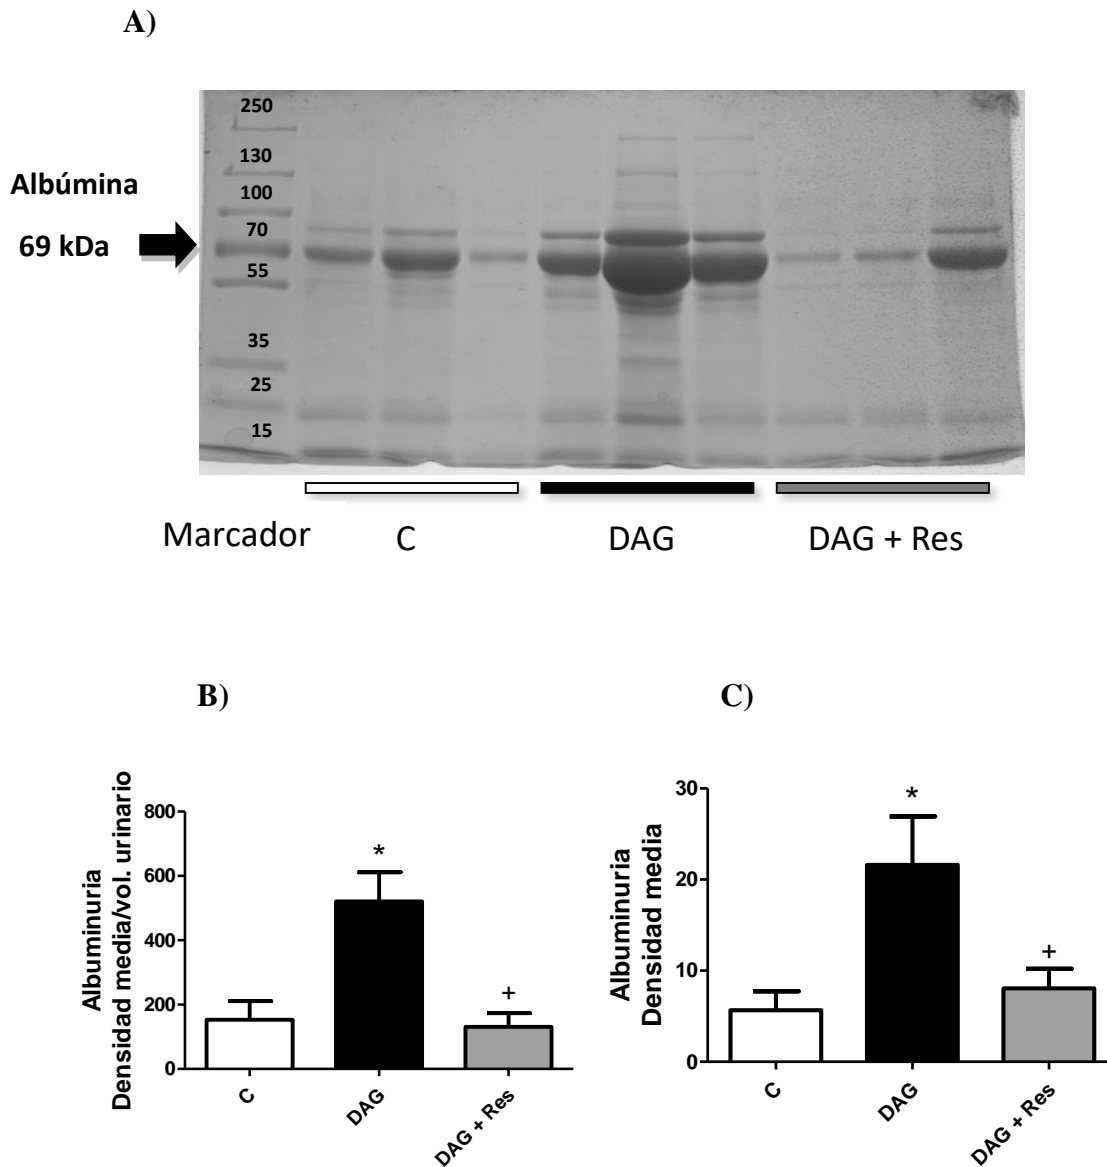 A)
250
130
Albúmina
100
70
69 kDa
55
35
25
15
Marcador C DAG DAG + Res
B)
C)
Albuminuria
Densidad media/vol. urinario
800
600
400
200
0
*
+
C DAG DAG + Res
Albuminuria
Densidad media
30
20
10
0
*
+
C DAG DAG + Res